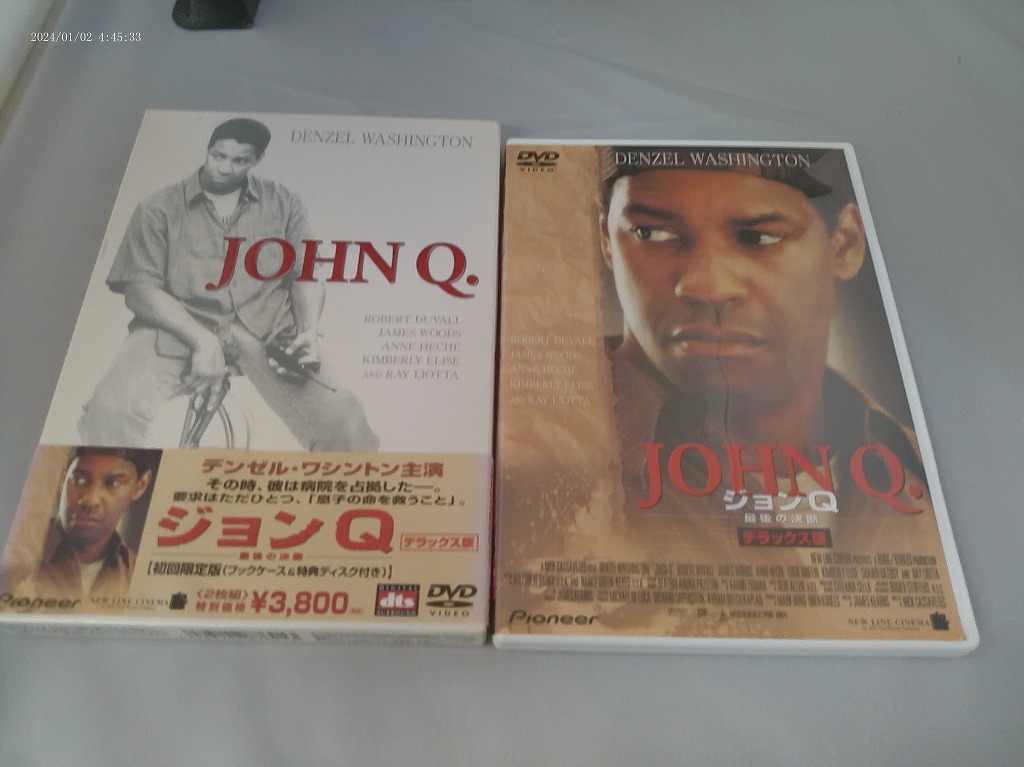 2024/01/02 4:45:33
DENZEL WASHINGTON
JOHN Q.
ROBERT DUVALL
JAMES WOODS
ANNE HECHE
KIMBERLY ELISE
AND RAY LIOTTA
デンゼル・ワシントン主演
その時、彼は病院を占拠した―。
要求はただひとつ、「息子の命を救うこと」。
ジョンQ
最後の決断
デラックス版
【初回限定版(ブックケース&特典ディスク付き)】
〈2枚組〉
特別価格 ¥3,800
DIGITAL
dts
SURROUND
DVD
VIDEO
Pioneer
NEW LINE CINEMA
DVD
VIDEO
DENZEL WASHINGTON
ROBERT DUVALL
JAMES WOODS
ANNE HECHE
KIMBERLY ELISE
AND RAY LIOTTA
JOHN Q.
ジョンQ
最後の決断
デラックス版
Pioneer
NEW LINE CINEMA